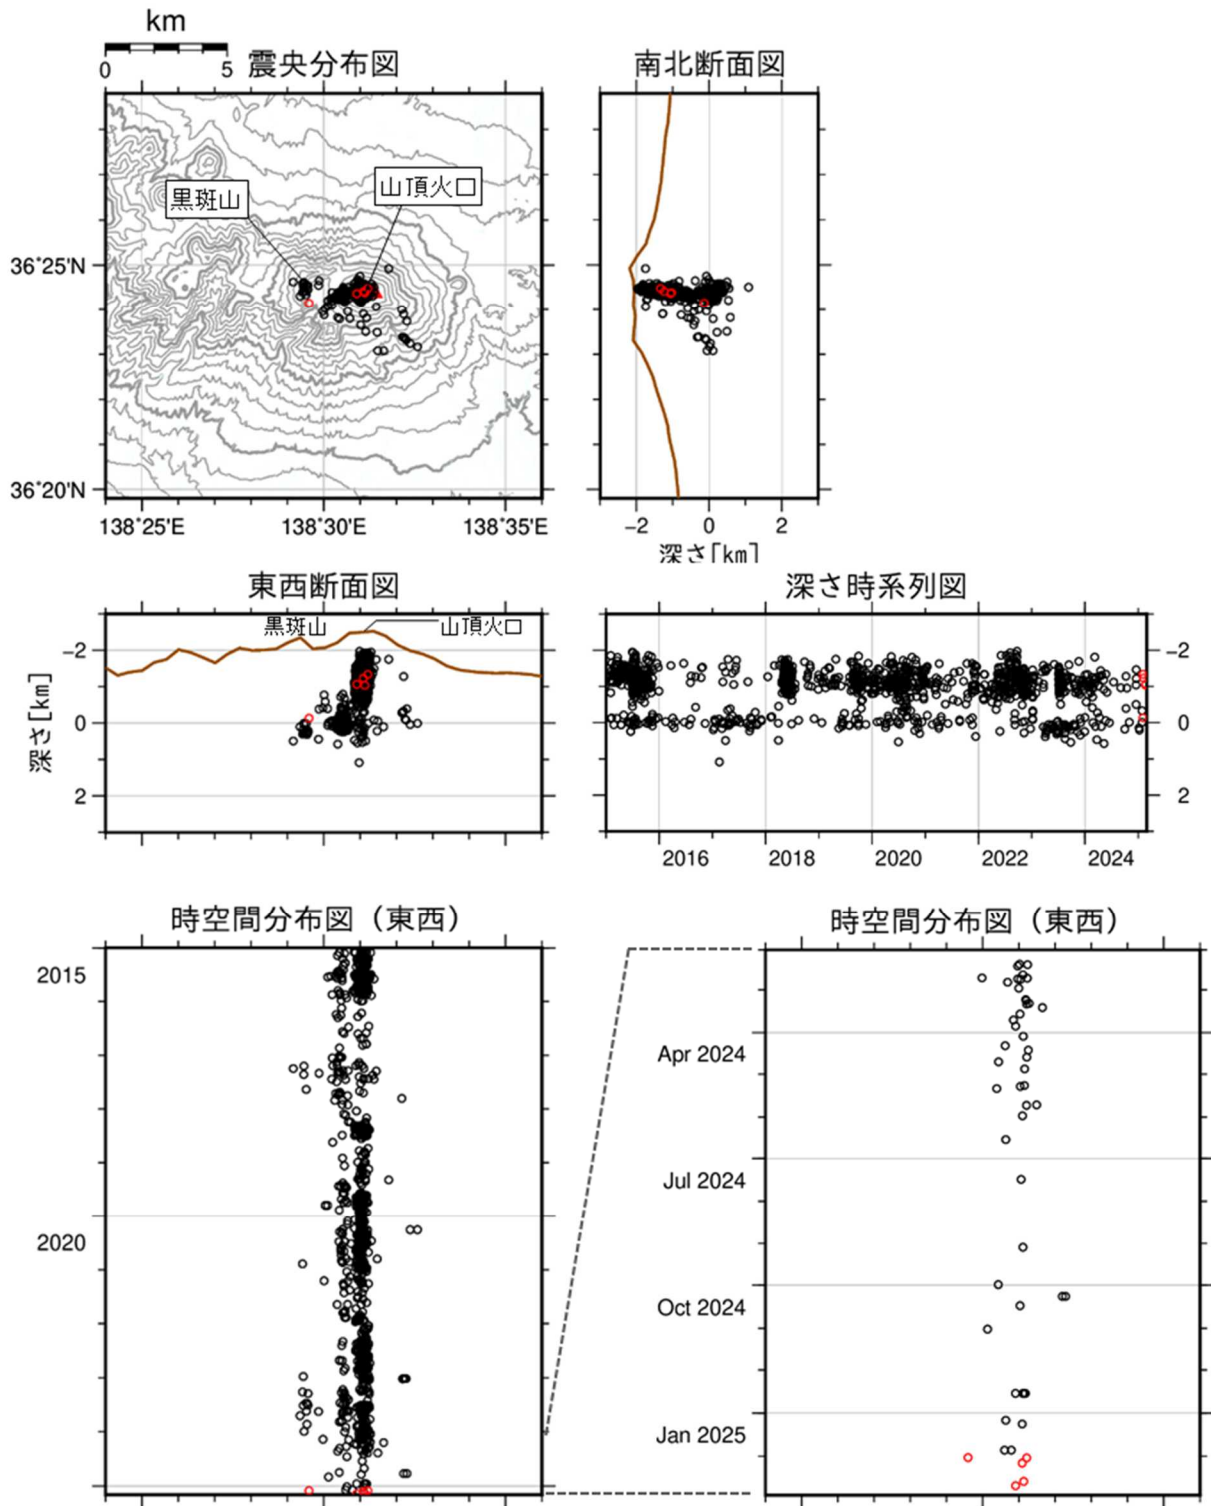 km
0 5
震央分布図
南北断面図
黒斑山
山頂火口
36°25'N
36°20'N
138°25'E 138°30'E 138°35'E
-2 0 2
深さ[km]
東西断面図
深さ時系列図
黒斑山
山頂火口
-2
0
2
深さ[km]
-2
0
2
2016 2018 2020 2022 2024
時空間分布図（東西）
時空間分布図（東西）
2015
2020
Apr 2024
Jul 2024
Oct 2024
Jan 2025